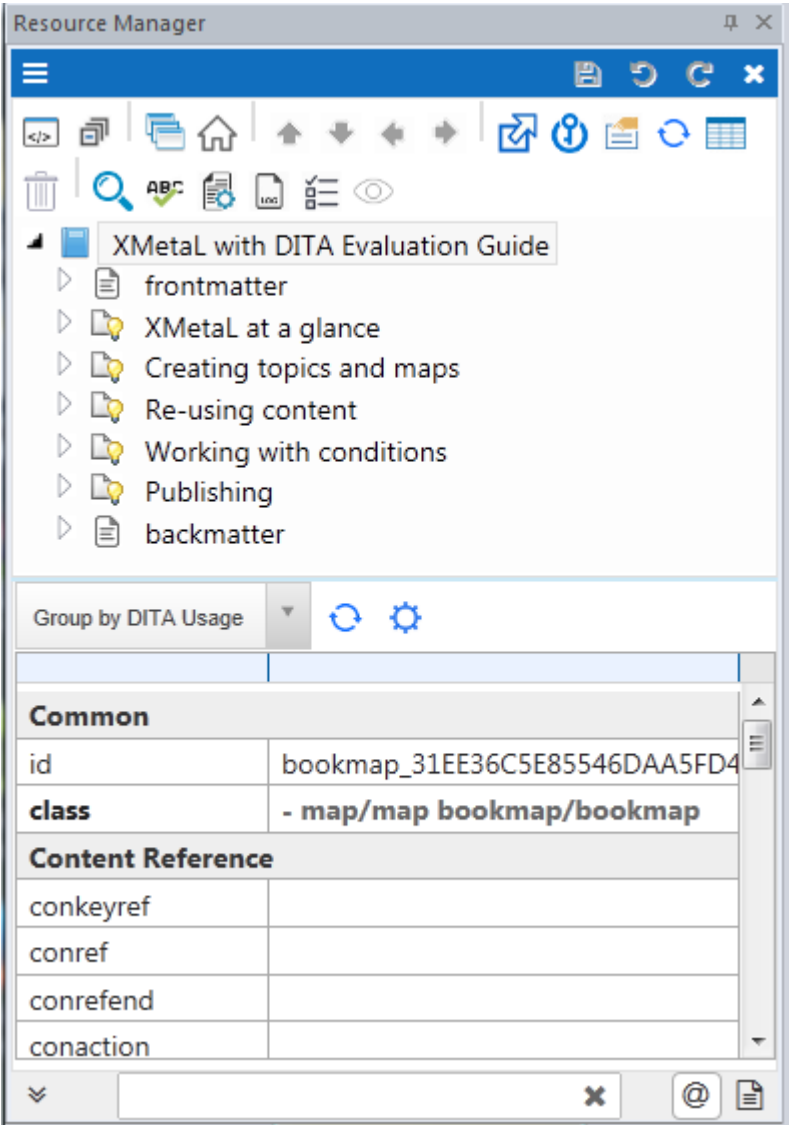 Resource Manager
</>
ABC
LOG
XMetaL with DITA Evaluation Guide
frontmatter
XMetaL at a glance
Creating topics and maps
Re-using content
Working with conditions
Publishing
backmatter
Group by DITA Usage
Common
id bookmap_31EE36C5E85546DAA5FD4
class - map/map bookmap/bookmap
Content Reference
conkeyref
conref
conrefend
conaction
@